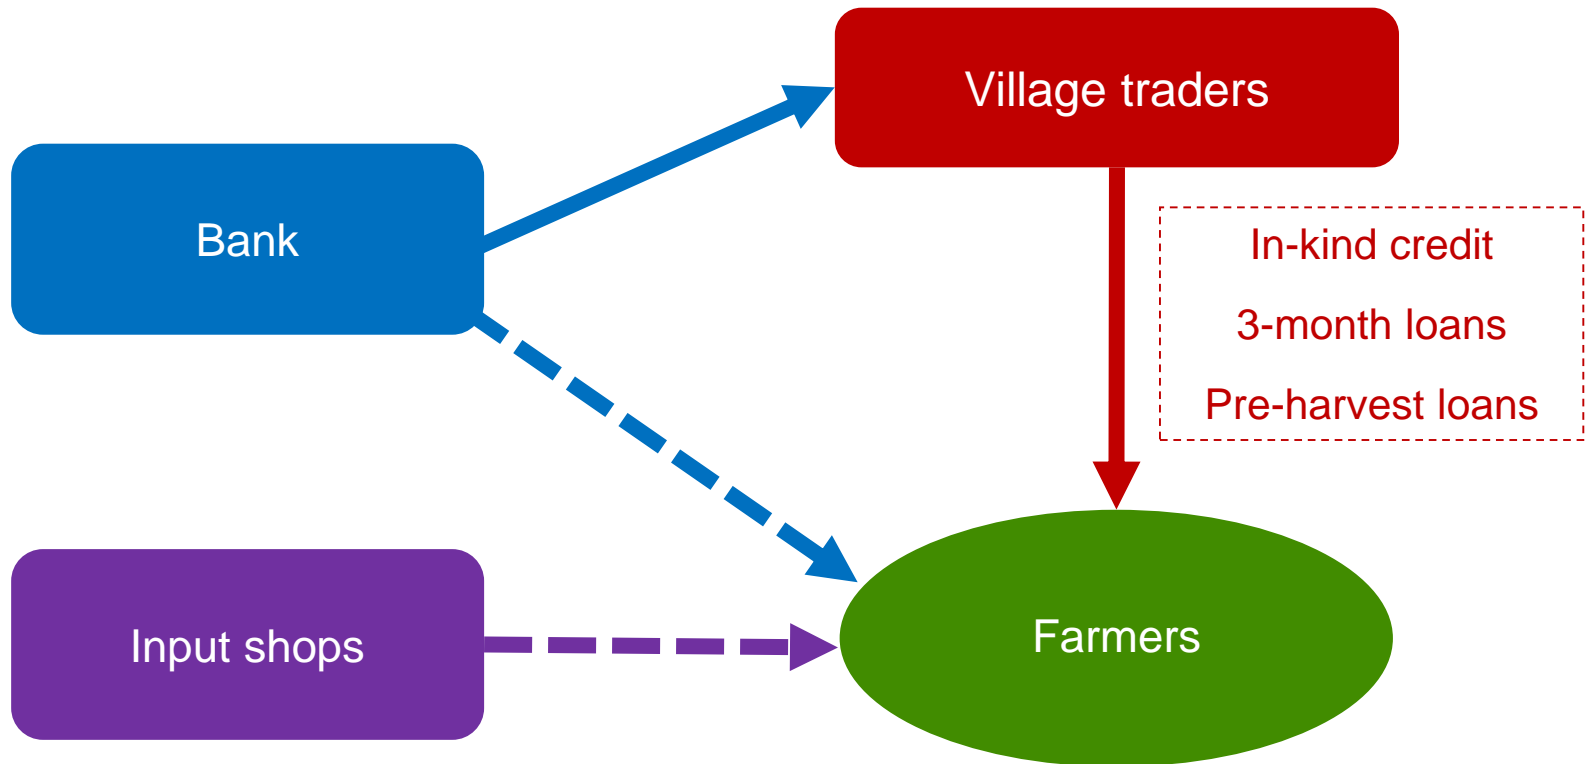 Village traders
Bank
In-kind credit
3-month loans
Pre-harvest loans
Input shops
Farmers